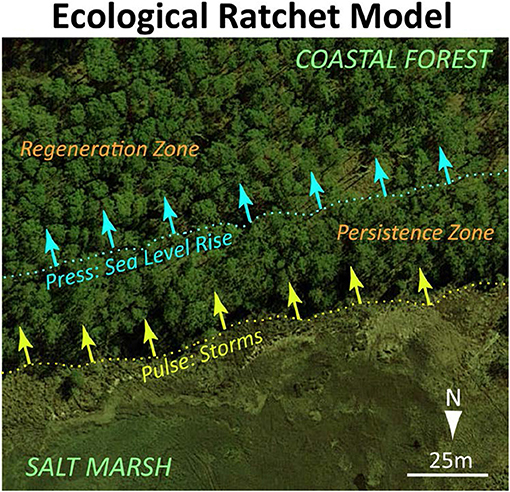 Ecological Ratchet Model
COASTAL FOREST
Regeneration Zone
Persistence Zone
Press: Sea Level Rise
Pulse: Storms
N
25m
SALT MARSH